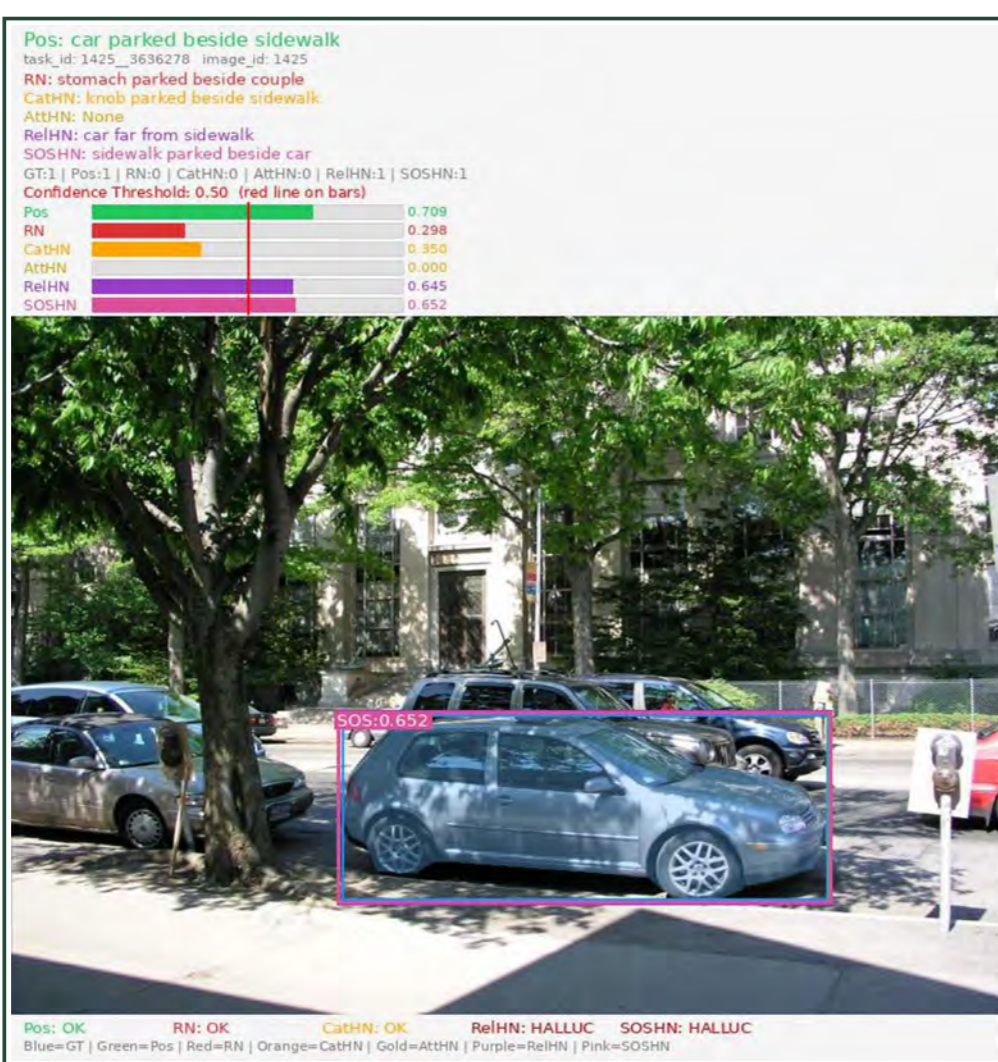 Pos: car parked beside sidewalk
task_id: 1425__3636278 image_id: 1425
RN: stomach parked beside couple
CatHN: knob parked beside sidewalk
AttHN: None
RelHN: car far from sidewalk
SOSHN: sidewalk parked beside car
GT:1 | Pos:1 | RN:0 | CatHN:0 | AttHN:0 | RelHN:1 | SOSHN:1
Confidence Threshold: 0.50 (red line on bars)
Pos 0.709
RN 0.298
CatHN 0.350
AttHN 0.000
RelHN 0.645
SOSHN 0.652
SOS:0.652
Pos: OK RN: OK CatHN: OK RelHN: HALLUC SOSHN: HALLUC
Blue=GT | Green=Pos | Red=RN | Orange=CatHN | Gold=AttHN | Purple=RelHN | Pink=SOSHN